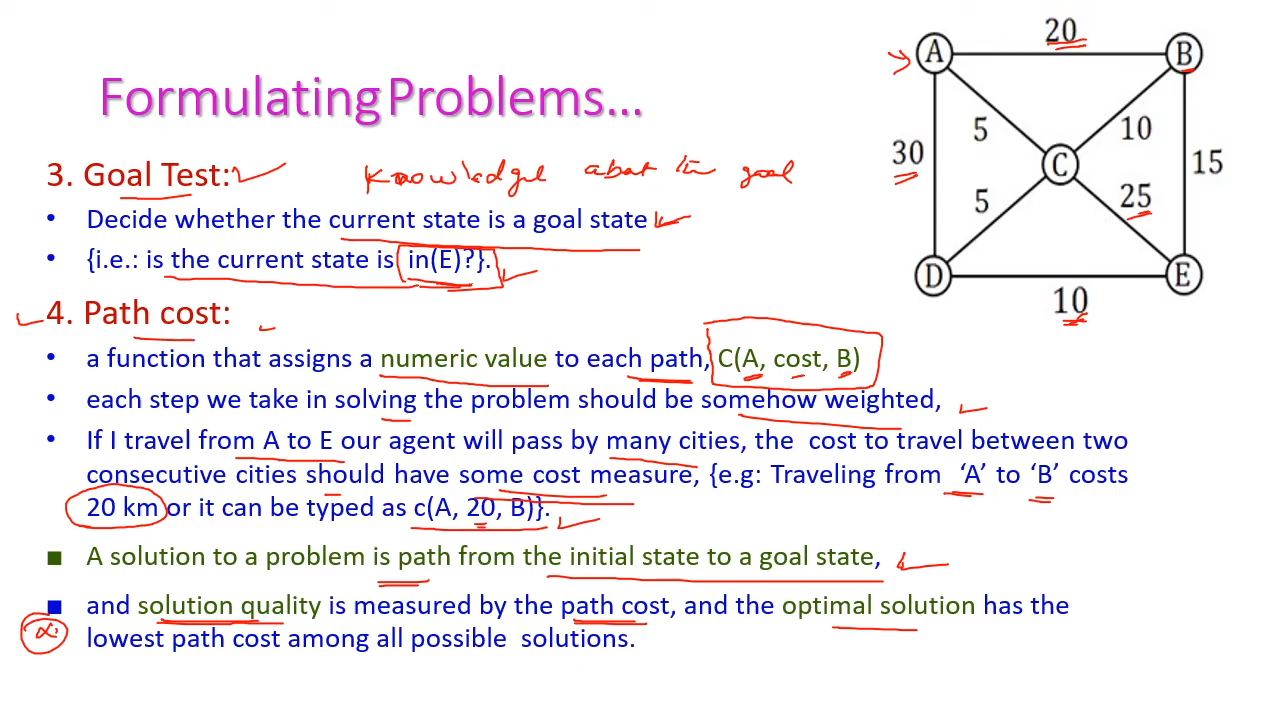 Formulating Problems...
3. Goal Test:
knowledge about the goal
• Decide whether the current state is a goal state
• {i.e.: is the current state is in(E)?}.
4. Path cost:
• a function that assigns a numeric value to each path, C(A, cost, B)
• each step we take in solving the problem should be somehow weighted,
• If I travel from A to E our agent will pass by many cities, the cost to travel between two
consecutive cities should have some cost measure, {e.g: Traveling from ‘A’ to ‘B’ costs
20 km or it can be typed as c(A, 20, B)}.
■ A solution to a problem is path from the initial state to a goal state,
■ and solution quality is measured by the path cost, and the optimal solution has the
lowest path cost among all possible solutions.
20
A B
5 10
30 C 15
5 25
D E
10